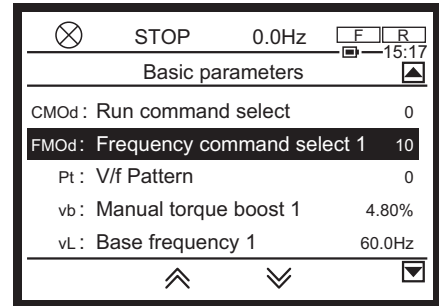 STOP 0.0Hz F R
15:17
Basic parameters
CMOd : Run command select 0
FMOd : Frequency command select 1 10
Pt : V/f Pattern 0
vb : Manual torque boost 1 4.80%
vL : Base frequency 1 60.0Hz